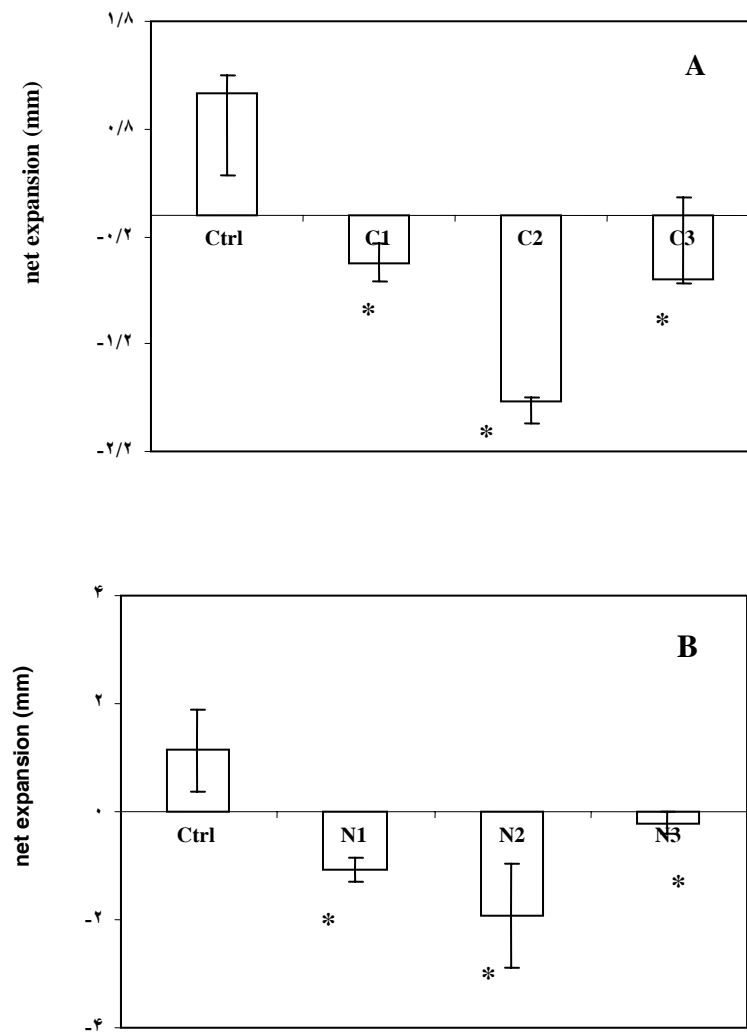 ۱/۸
A
۰/۸
net expansion (mm)
-۰/۲
Ctrl C1 C2 C3
*
*
-۱/۲
*
-۲/۲
۴
B
۲
net expansion (mm)
۰
Ctrl N1 N2 N3
*
-۲ *
*
-۴